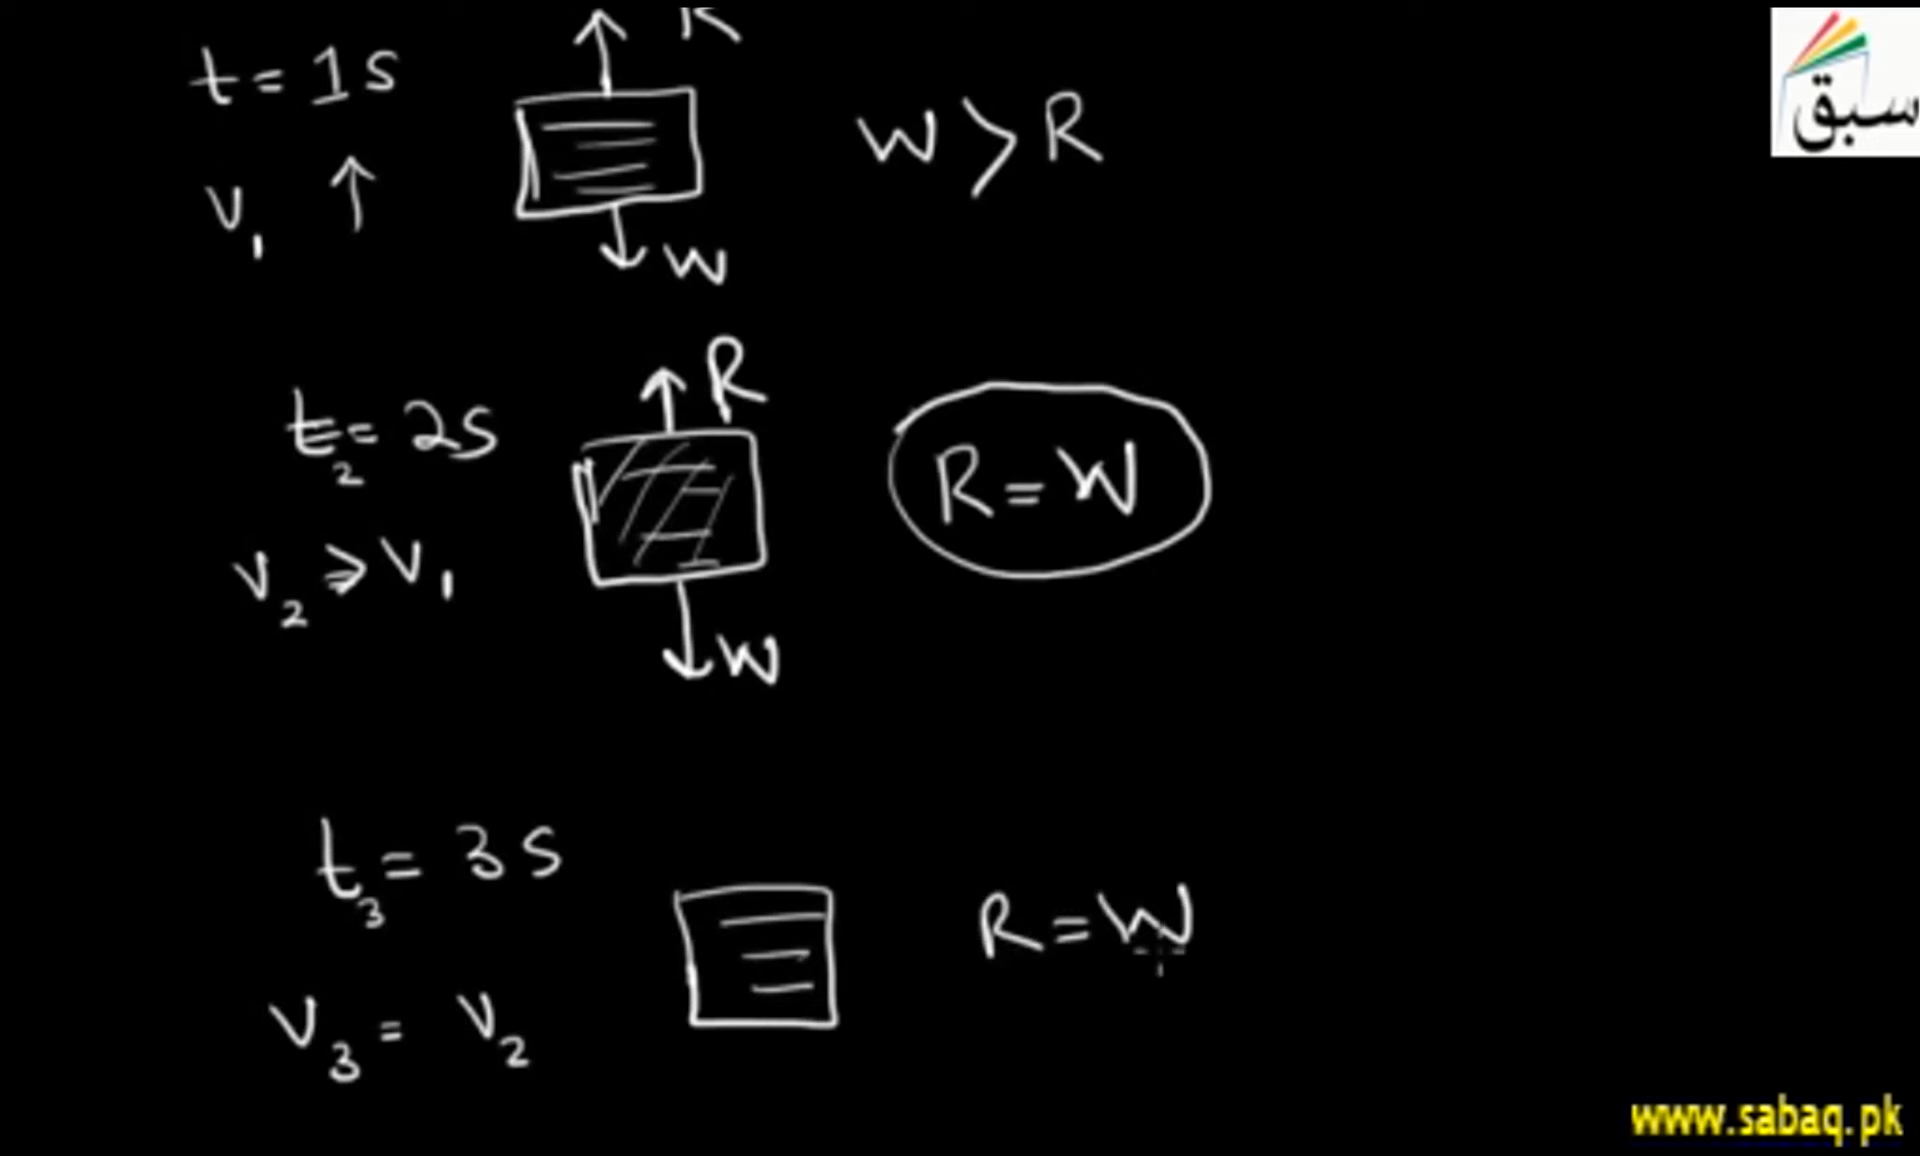 R
t = 1s
سبق
W > R
V₁ ↑
W
R
t₂ = 2s
R = W
V₂ > V₁
W
t₃ = 3s
R = W
V₃ = V₂
www.sabaq.pk